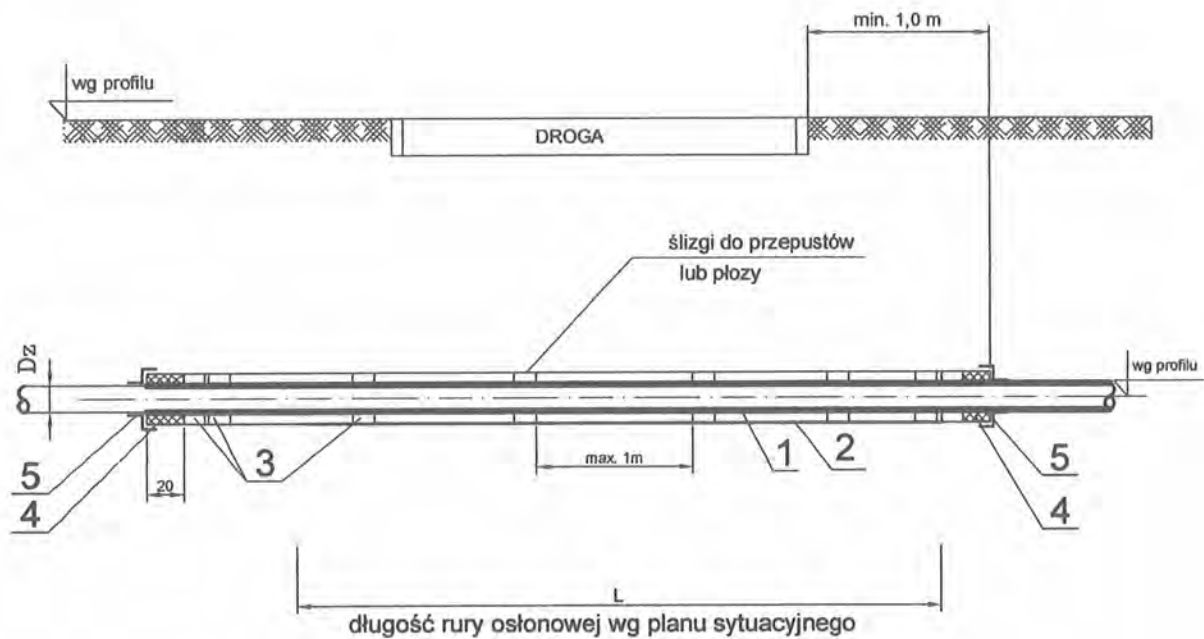 min. 1,0 m
wg profilu
DROGA
ślizgi do przepustów
lub płozy
Dz
δ
wg profilu
5
4
20
3
max. 1m
1
2
5
4
L
długość rury osłonowej wg planu sytuacyjnego